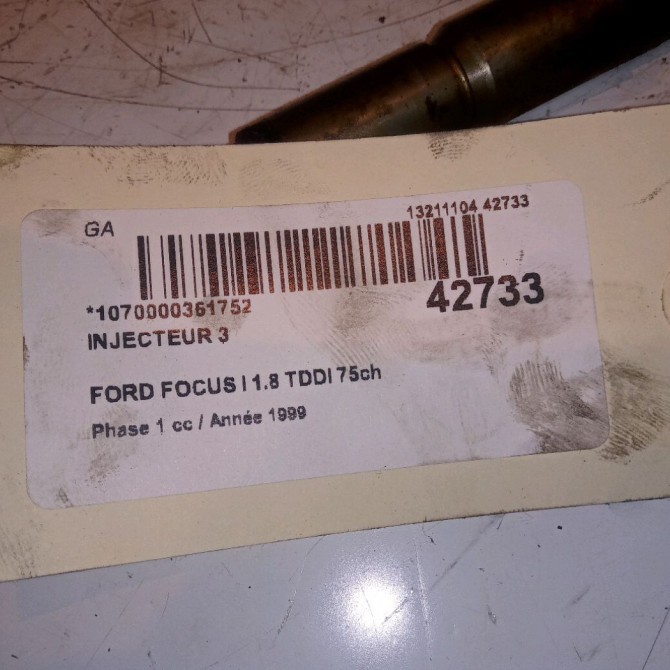 GA
13211104 42733
*1070000361752
42733
INJECTEUR 3
FORD FOCUS I 1.8 TDDI 75ch
Phase 1 cc / Année 1999